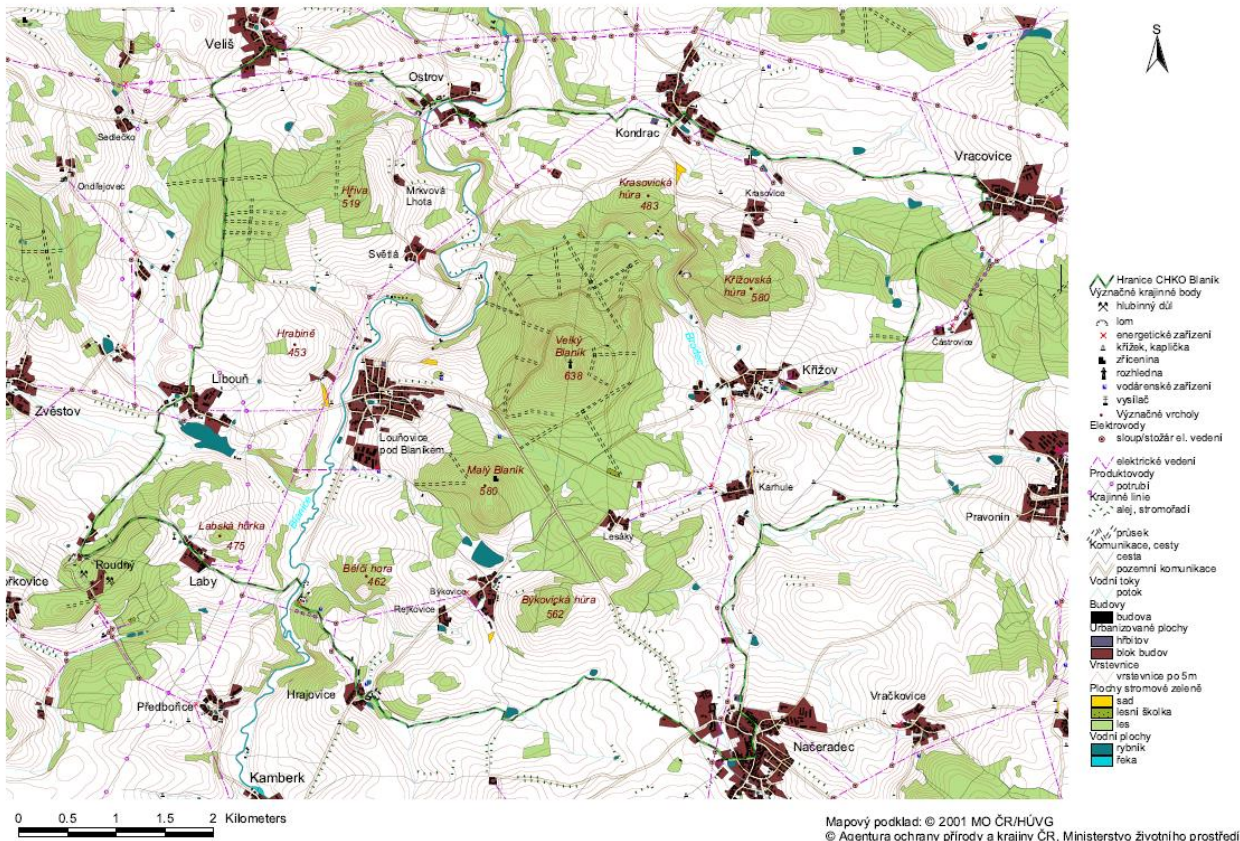 S
Veliš
Ostrov
Sedlečko
Kondrac
Vracovice
Ondřejovec
Hříva
519
Mrkvová
Lhota
Krasovická
hůra
483
Krasovice
Světlá
Křížovská
hůra
580
Hrabině
453
Velký
Blaník
638
Brodec
Částrovice
Libouň
Zvěstov
Křížov
Louňovice
pod Blaníkem
Malý Blaník
580
Karhule
Pravonín
Blanice
Lesáky
Labská hůrka
475
Roudný
Laby
Bělčí hora
462
Býkovice
Rejkovice
Býkovická hůra
562
Hrajovice
Předbořice
Vračkovice
Načeradec
Kamberk
Hranice CHKO Blaník
Význačné krajinné body
hlubinný důl
lom
energetické zařízení
křížek, kaplička
zřícenina
rozhledna
vodárenské zařízení
vysílač
Význačné vrcholy
Elektrovody
sloup/stožár el. vedení
elektrické vedení
Produktovody
potrubí
Krajinné linie
alej, stromořadí
průsek
Komunikace, cesty
cesta
pozemní komunikace
Vodní toky
potok
Budovy
budova
Urbanizované plochy
hřbitov
blok budov
Vrstevnice
vrstevnice po 5m
Plochy stromové zeleně
sad
lesní školka
les
Vodní plochy
rybník
řeka
0 0.5 1 1.5 2 Kilometers
Mapový podklad: © 2001 MO ČR/HÚVG
© Agentura ochrany přírody a krajiny ČR, Ministerstvo životního prostředí